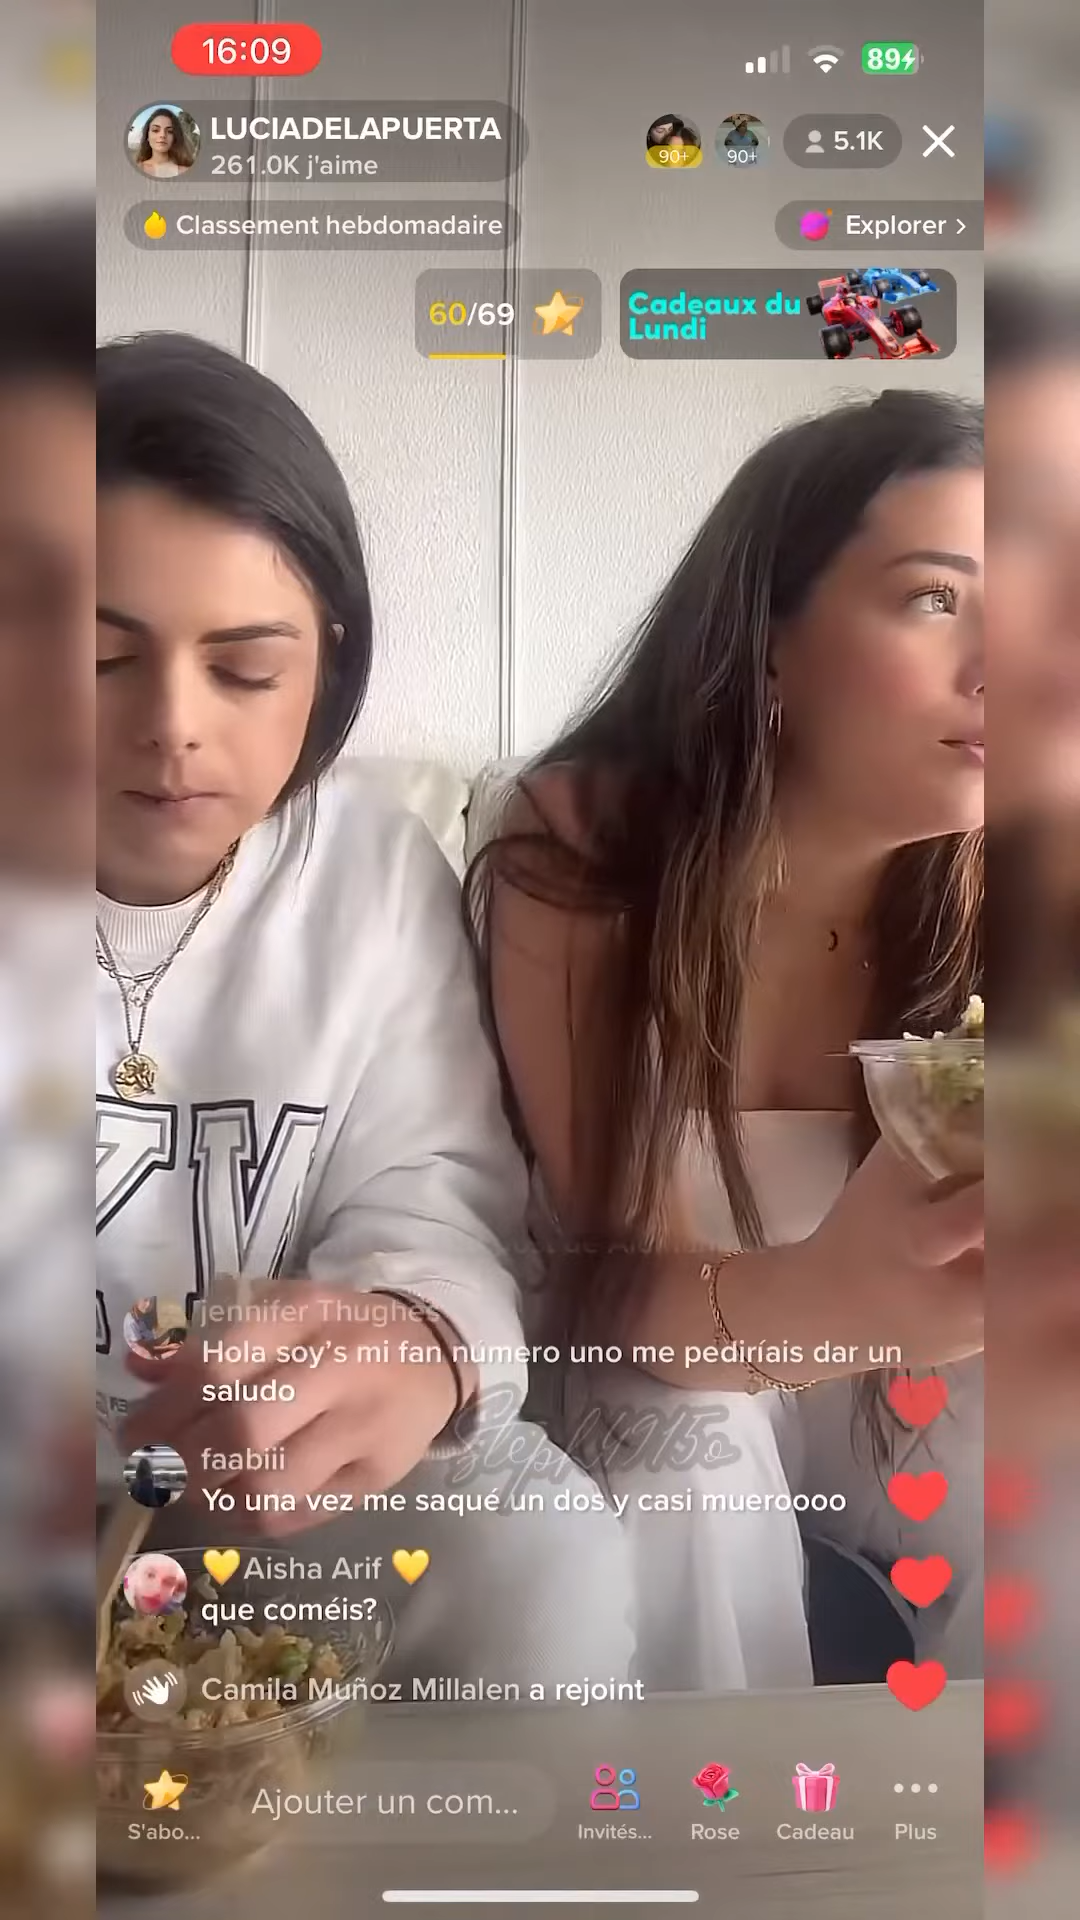 16:09
89
LUCIADELAPUERTA
261.0K j'aime
90+
90+
5.1K
Classement hebdomadaire
Explorer >
60/69
Cadeaux du
Lundi
jennifer Thughes
Hola soy's mi fan número uno me pediríais dar un
saludo
Steph4915o
faabiii
Yo una vez me saqué un dos y casi mueroooo
💛Aisha Arif 💛
que coméis?
Camila Muñoz Millalen a rejoint
Ajouter un com...
S'abo...
Invités...
Rose
Cadeau
Plus